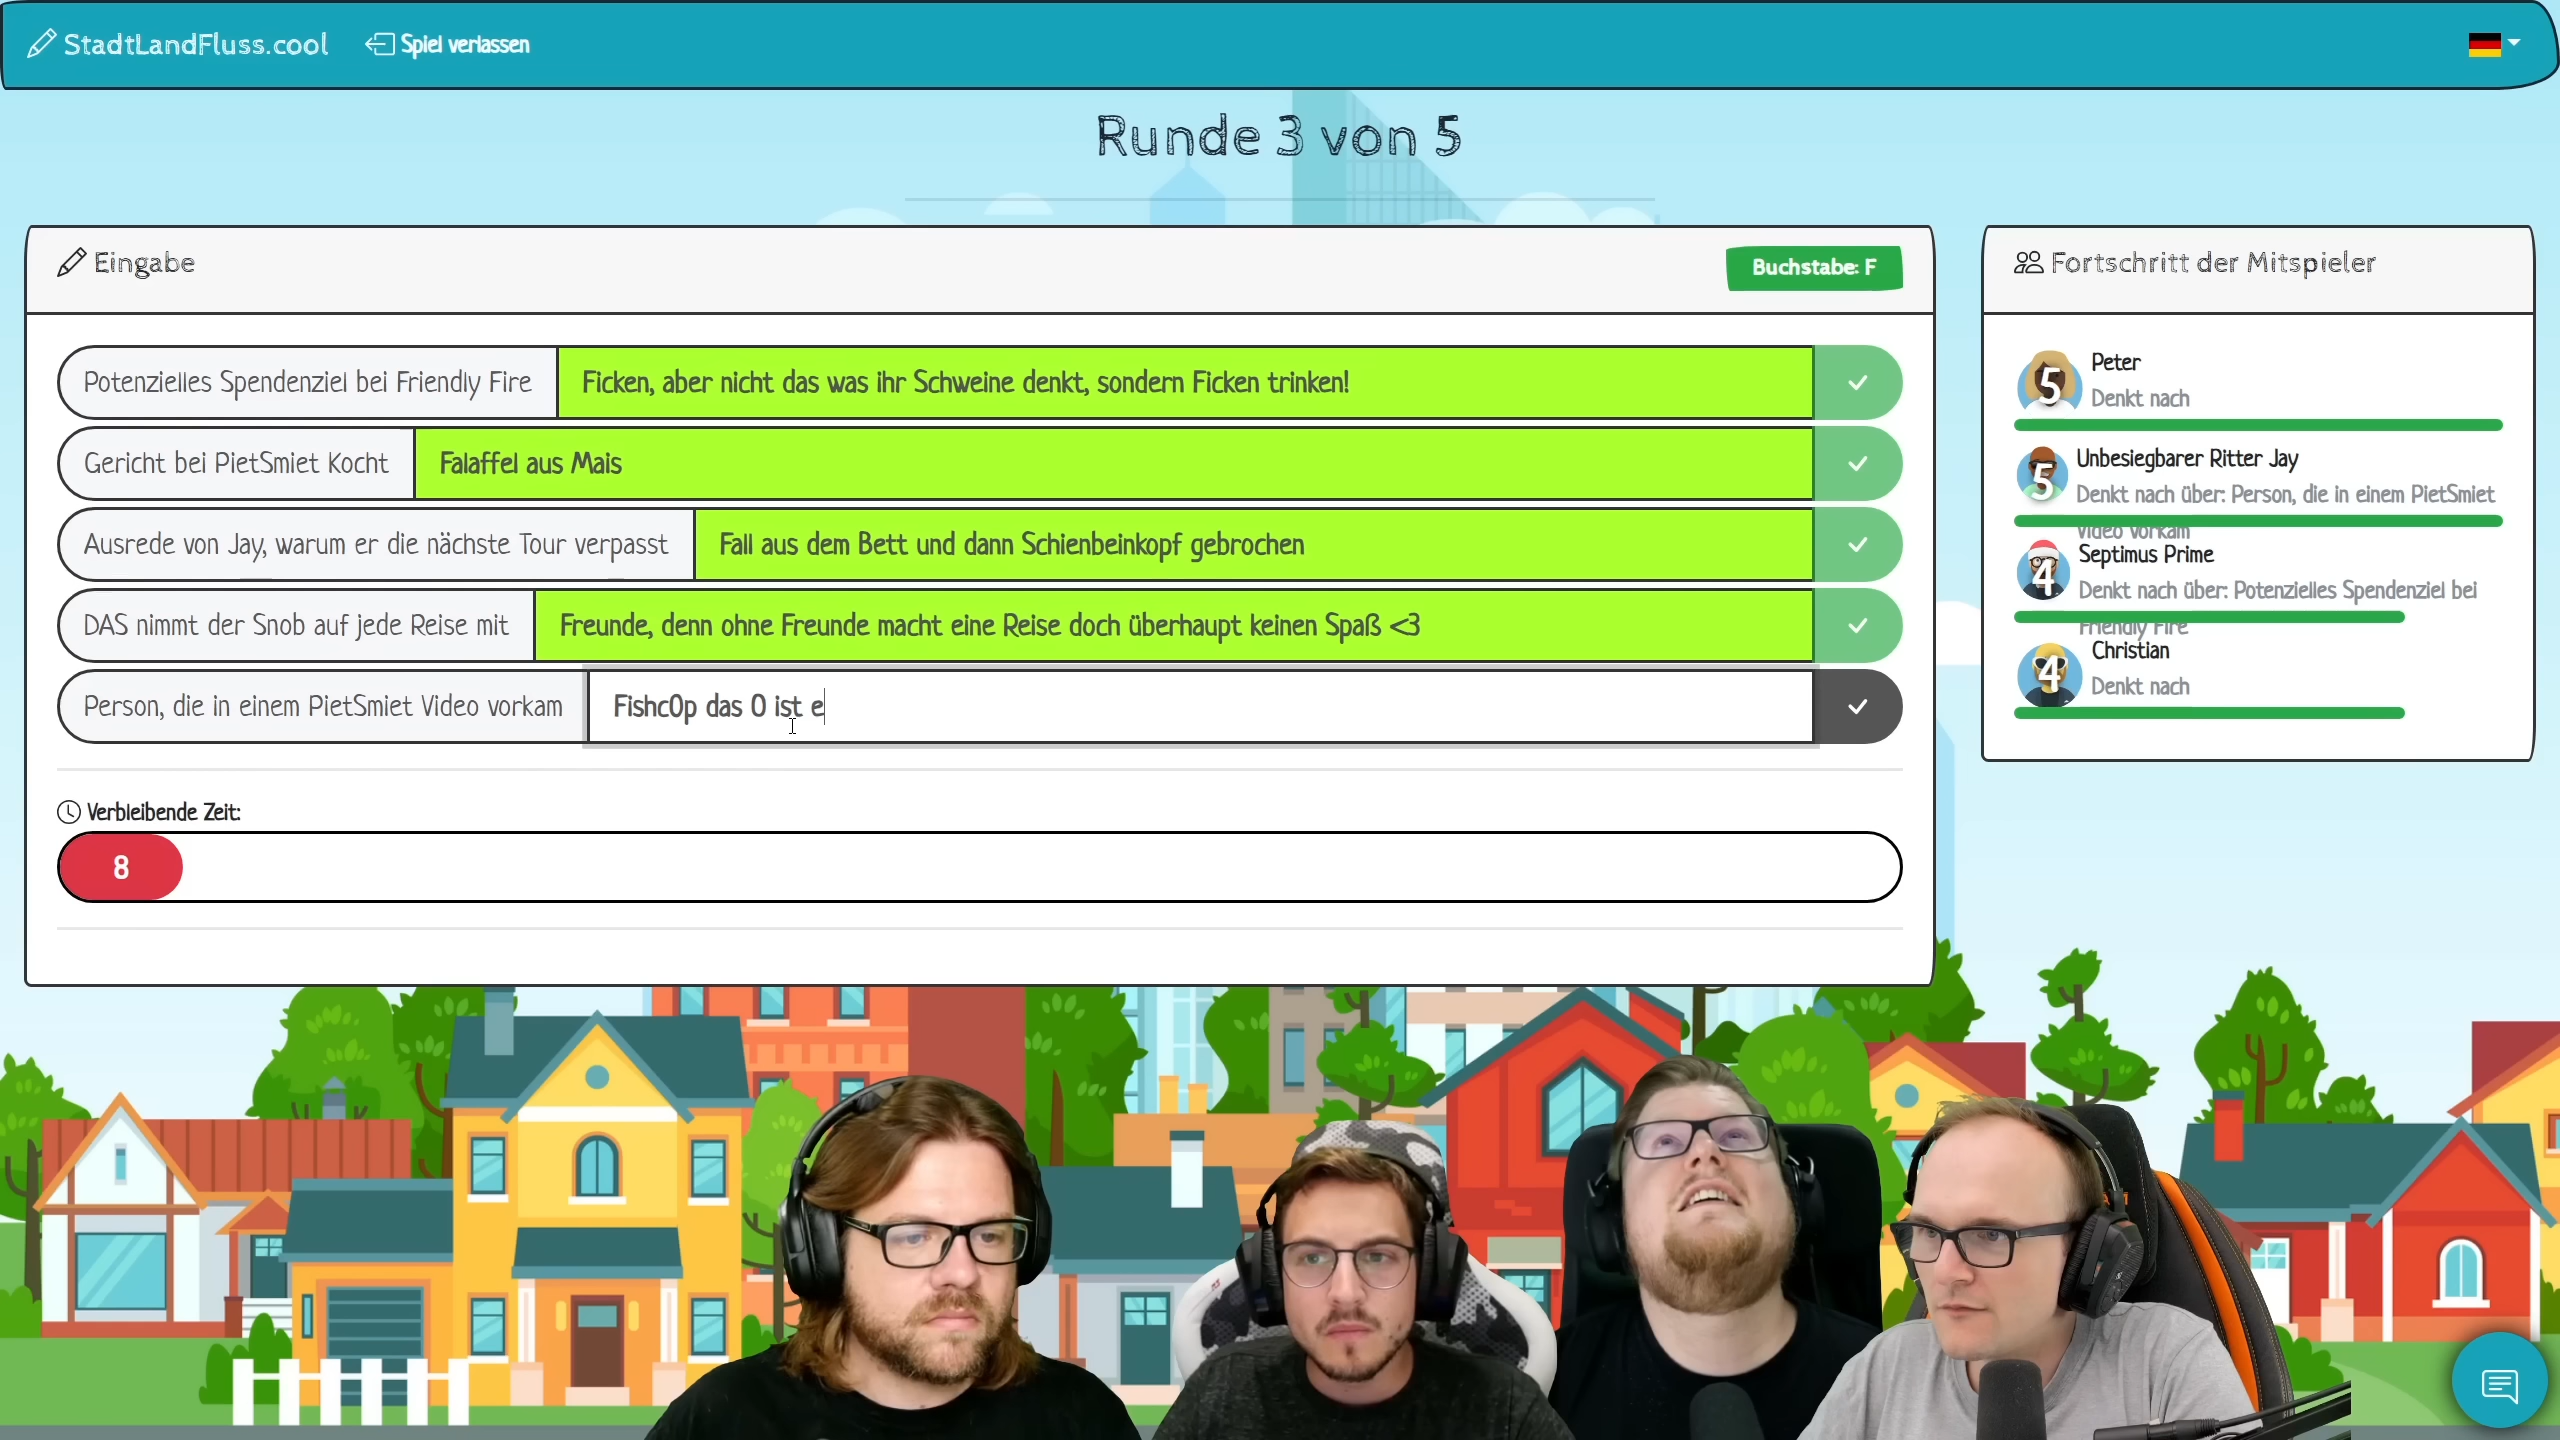 StadtLandFluss.cool
Spiel verlassen
Runde 3 von 5
Eingabe
Buchstabe: F
Potenzielles Spendenziel bei Friendly Fire
Ficken, aber nicht das was ihr Schweine denkt, sondern Ficken trinken!
Gericht bei PietSmiet Kocht
Falaffel aus Mais
Ausrede von Jay, warum er die nächste Tour verpasst
Fall aus dem Bett und dann Schienbeinkopf gebrochen
DAS nimmt der Snob auf jede Reise mit
Freunde, denn ohne Freunde macht eine Reise doch überhaupt keinen Spaß <3
Person, die in einem PietSmiet Video vorkam
Fishc0p das 0 ist e
Verbleibende Zeit:
8
Fortschritt der Mitspieler
5
Peter
Denkt nach
5
Unbesiegbarer Ritter Jay
Denkt nach über: Person, die in einem PietSmiet
Video vorkam
4
Septimus Prime
Denkt nach über: Potenzielles Spendenziel bei
Friendly Fire
4
Christian
Denkt nach